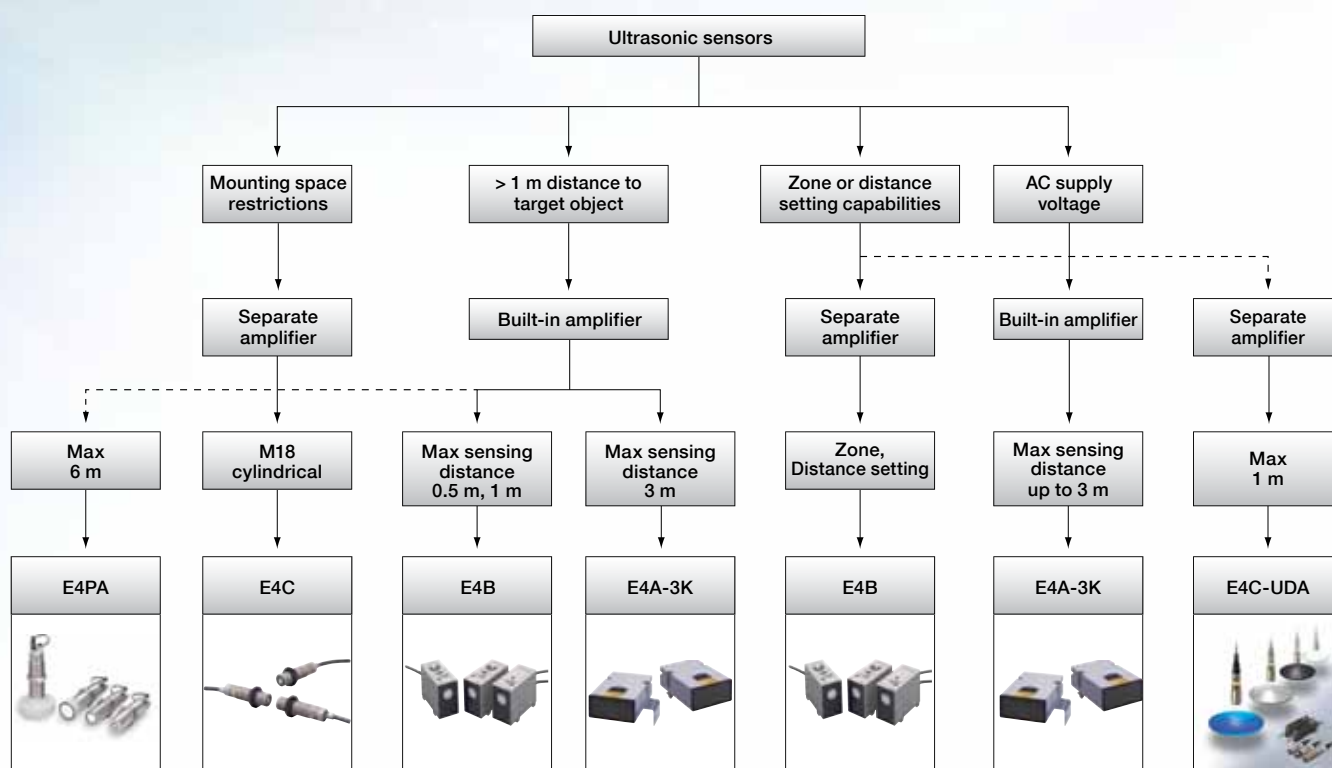 Ultrasonic sensors
Mounting space
restrictions
> 1 m distance to
target object
Zone or distance
setting capabilities
AC supply
voltage
Separate
amplifier
Built-in amplifier
Separate
amplifier
Built-in amplifier
Separate
amplifier
Max
6 m
M18
cylindrical
Max sensing
distance
0.5 m, 1 m
Max sensing
distance
3 m
Zone,
Distance setting
Max sensing
distance
up to 3 m
Max
1 m
E4PA
E4C
E4B
E4A-3K
E4B
E4A-3K
E4C-UDA